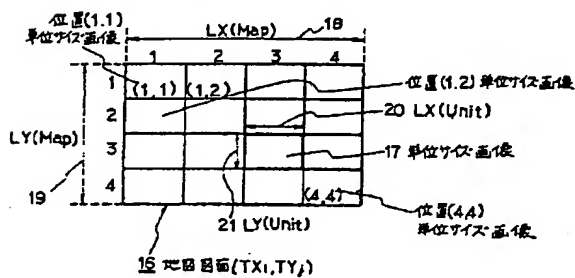 位置(1.1)
単位サイズ画像
LX(Map)
18
1 2 3 4
1
2
3
4
(1,1)
(1,2)
位置(1.2) 単位サイズ画像
20 LX(Unit)
LY(Map)
19
17 単位サイズ画像
(4,4)
21 LY(Unit)
位置(4,4)
単位サイズ画像
16 地図図面(TXi,TYj)